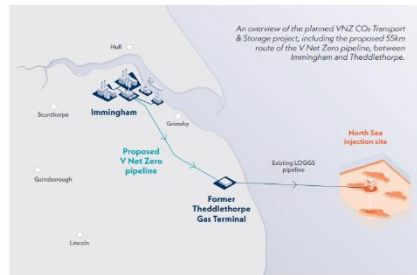 An overview of the planned VNZ CO₂ Transport
& Storage project, including the proposed 55km
route of the V Net Zero pipeline, between
Immingham and Theddlethorpe.
Hull
Immingham
Scunthorpe
Grimsby
North Sea
injection site
Proposed
V Net Zero
pipeline
Existing LOGGS
pipeline
Gainsborough
Former
Theddlethorpe
Gas Terminal
Lincoln